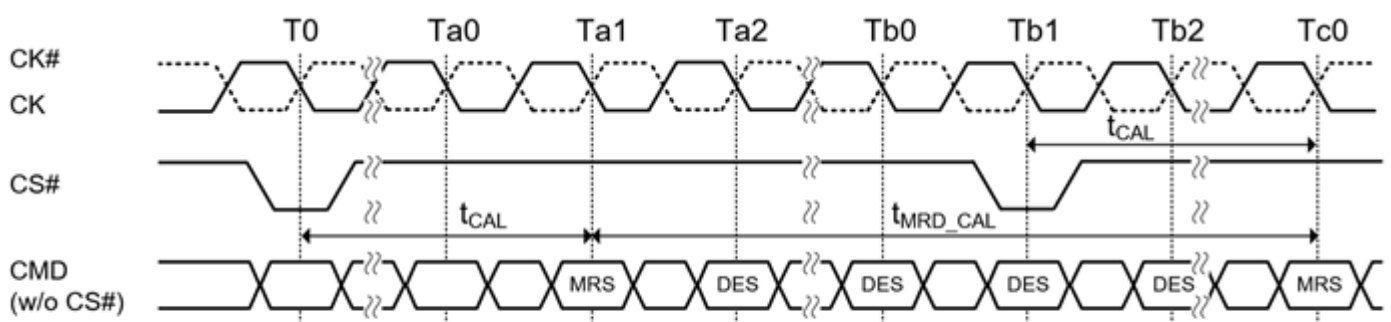 T0 Ta0 Ta1 Ta2 Tb0 Tb1 Tb2 Tc0
CK#
CK
tCAL
CS#
tCAL tMRD_CAL
CMD MRS DES DES DES DES MRS
(w/o CS#)